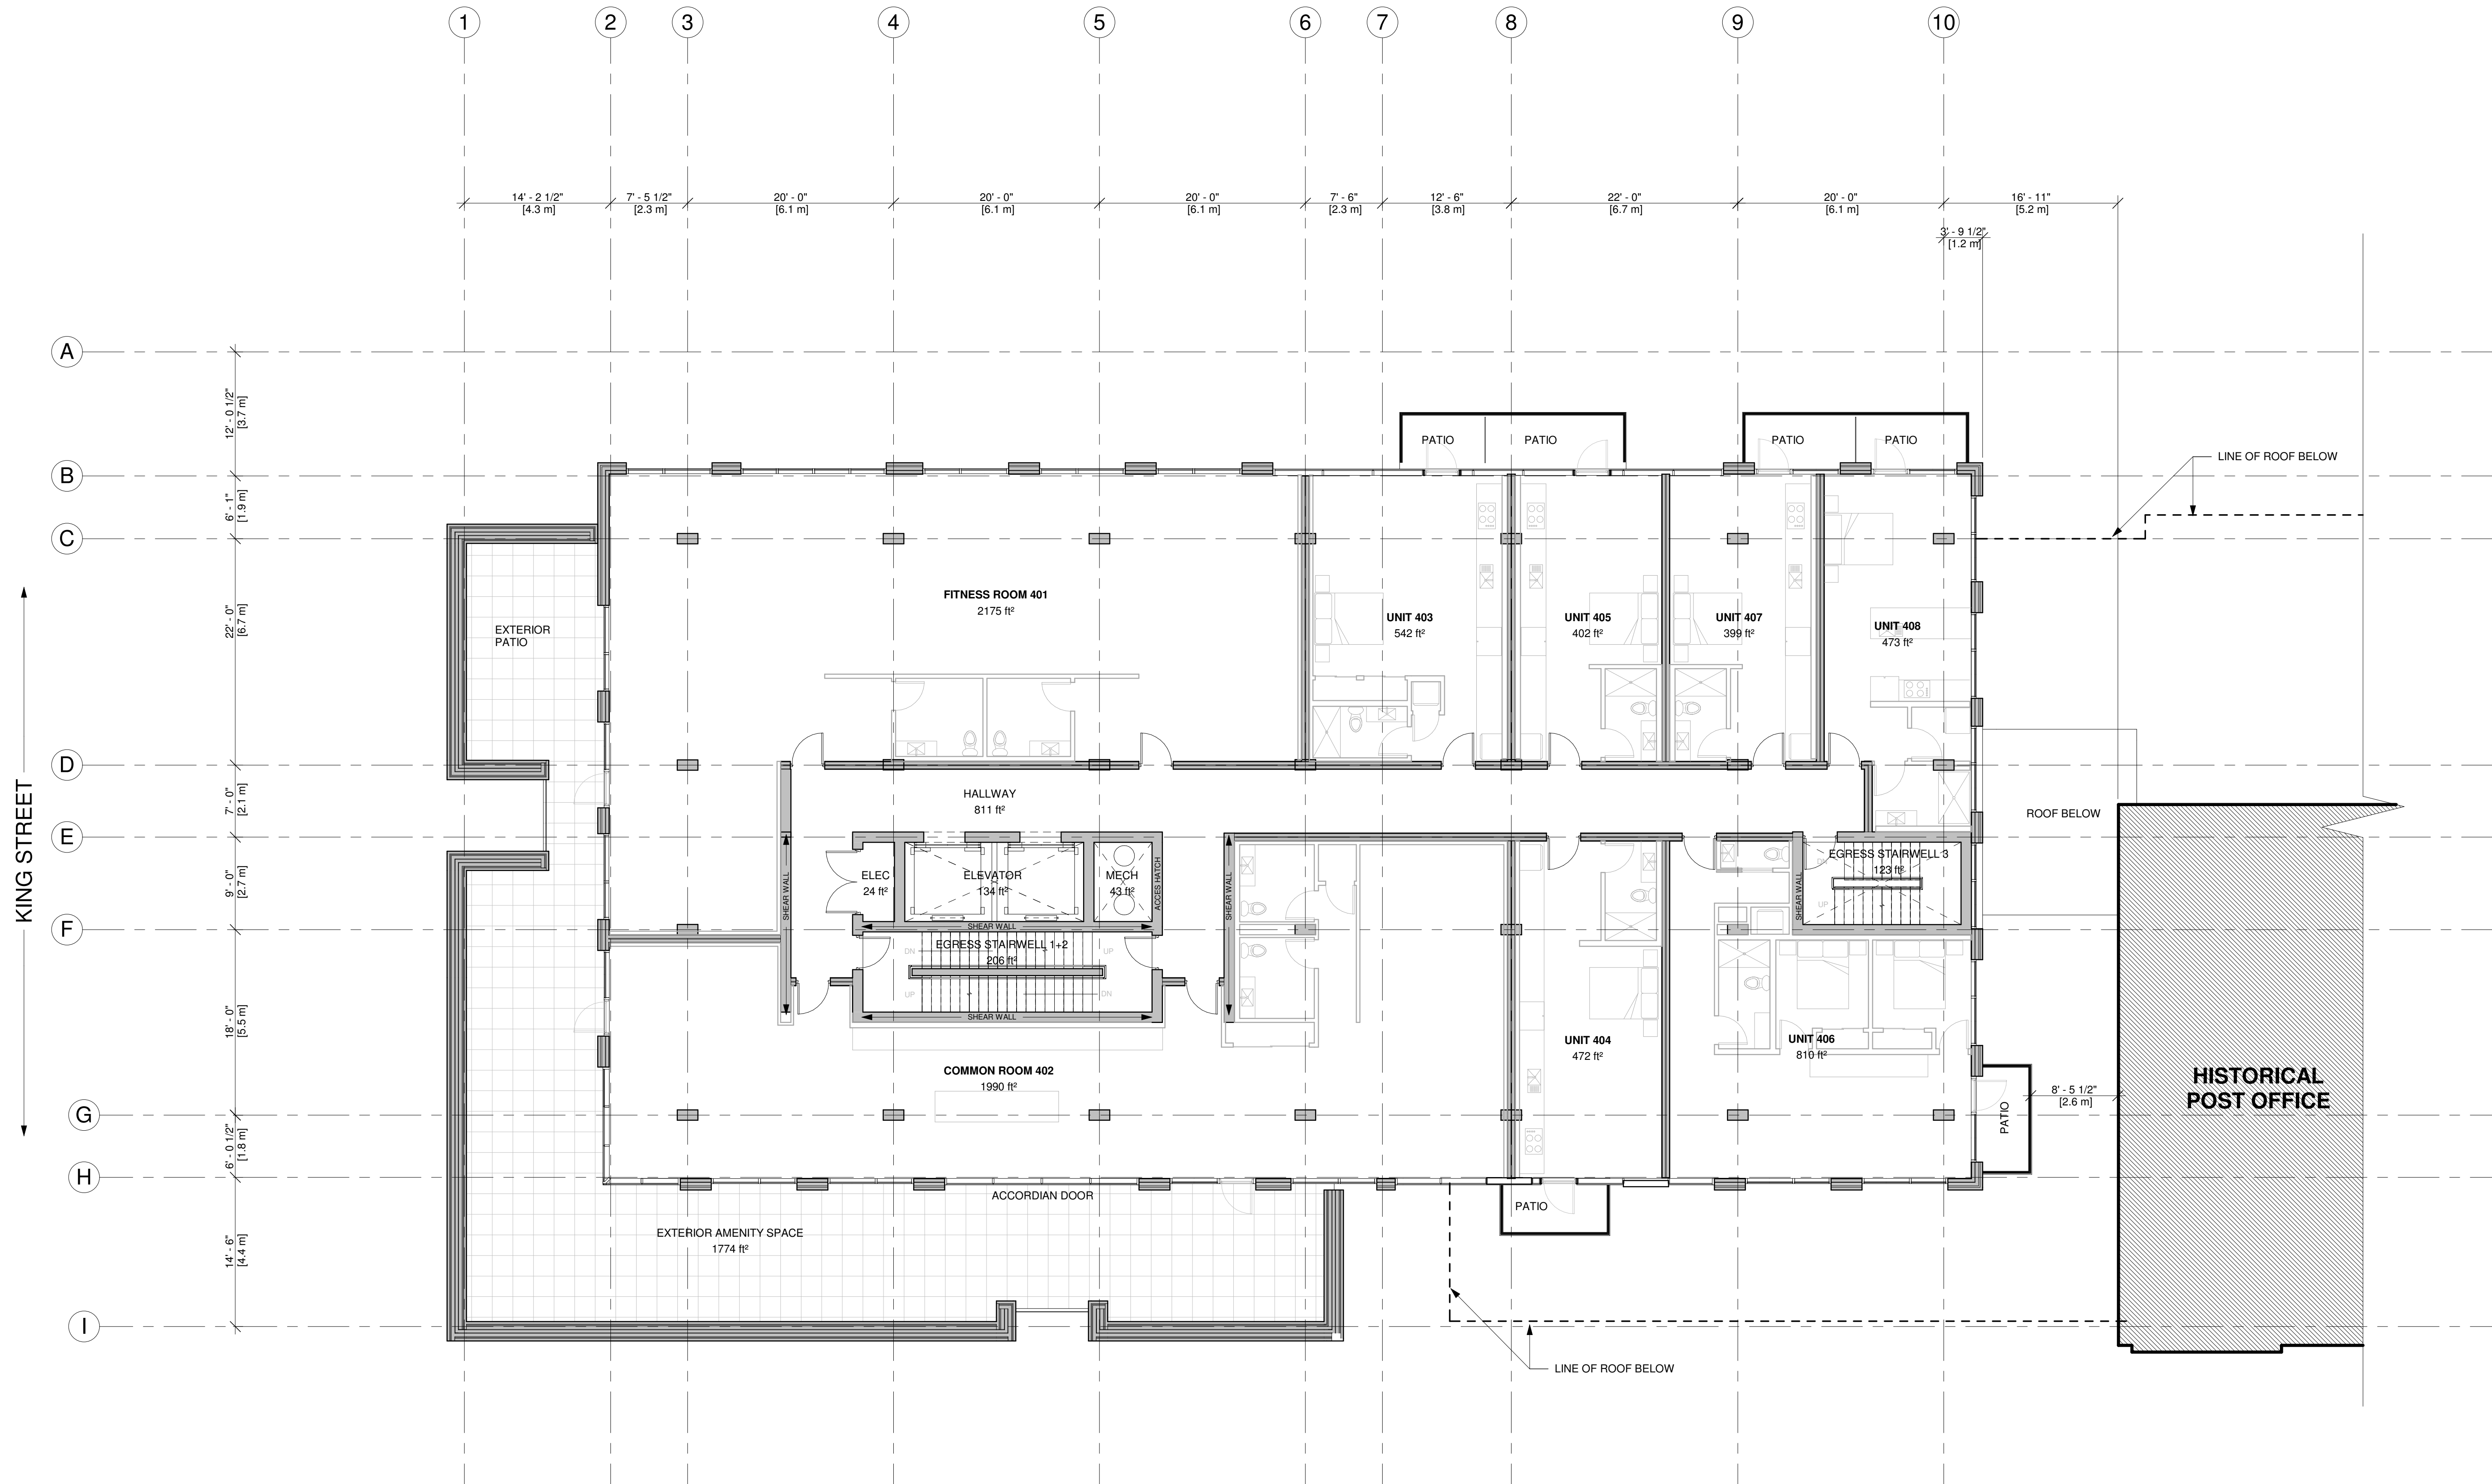 1
2
3
4
5
6
7
8
9
10
14' - 2 1/2"
[4.3 m]
7' - 5 1/2"
[2.3 m]
20' - 0"
[6.1 m]
20' - 0"
[6.1 m]
20' - 0"
[6.1 m]
7' - 6"
[2.3 m]
12' - 6"
[3.8 m]
22' - 0"
[6.7 m]
20' - 0"
[6.1 m]
16' - 11"
[5.2 m]
3' - 9 1/2"
[1.2 m]
A
B
C
D
E
F
G
H
I
12' - 0 1/2"
[3.7 m]
6' - 1"
[1.9 m]
22' - 0"
[6.7 m]
7' - 0"
[2.1 m]
9' - 0"
[2.7 m]
18' - 0"
[5.5 m]
6' - 0 1/2"
[1.8 m]
14' - 6"
[4.4 m]
KING STREET
PATIO
PATIO
PATIO
PATIO
LINE OF ROOF BELOW
EXTERIOR
PATIO
FITNESS ROOM 401
2175 ft²
UNIT 403
542 ft²
UNIT 405
402 ft²
UNIT 407
399 ft²
UNIT 408
473 ft²
HALLWAY
811 ft²
ROOF BELOW
SHEAR WALL
ELEC
24 ft²
ELEVATOR
134 ft²
MECH
43 ft²
ACCES HATCH
SHEAR WALL
EGRESS STAIRWELL 3
123 ft²
SHEAR WALL
UP
SHEAR WALL
EGRESS STAIRWELL 1+2
206 ft²
DN
UP
UP
DN
SHEAR WALL
COMMON ROOM 402
1990 ft²
UNIT 404
472 ft²
UNIT 406
810 ft²
PATIO
8' - 5 1/2"
[2.6 m]
HISTORICAL
POST OFFICE
ACCORDIAN DOOR
PATIO
EXTERIOR AMENITY SPACE
1774 ft²
LINE OF ROOF BELOW